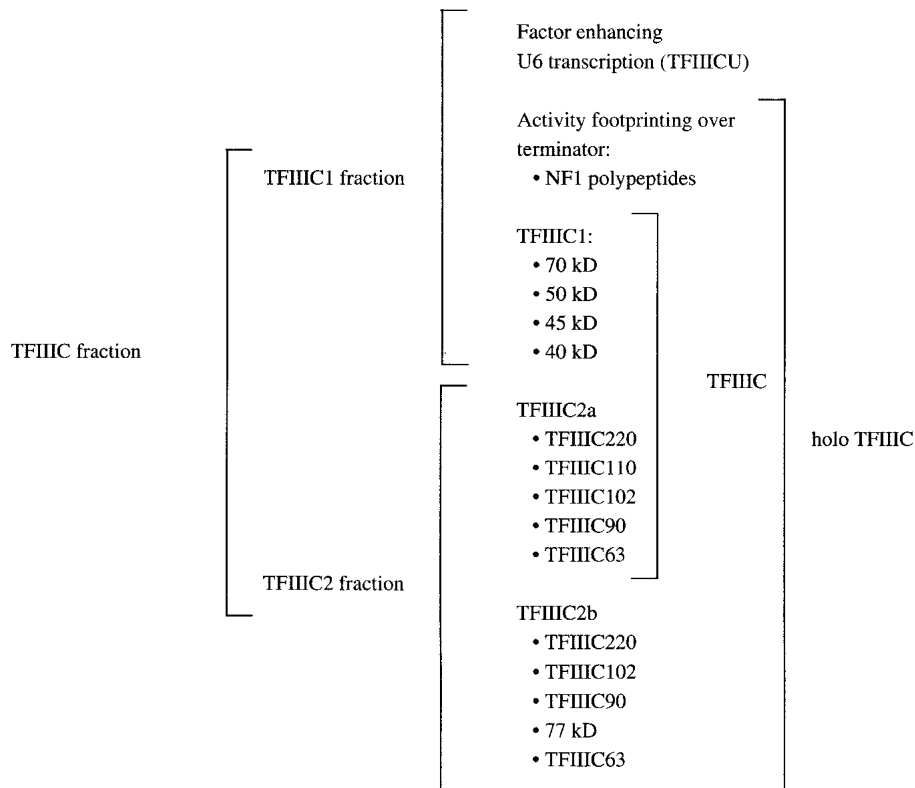 Factor enhancing
U6 transcription (TFIIICU)
Activity footprinting over
terminator:
• NF1 polypeptides
TFIIIC1 fraction
TFIIIC1:
• 70 kD
• 50 kD
• 45 kD
• 40 kD
TFIIIC fraction
TFIIIC
TFIIIC2a
• TFIIIC220
• TFIIIC110
• TFIIIC102
• TFIIIC90
• TFIIIC63
holo TFIIIC
TFIIIC2 fraction
TFIIIC2b
• TFIIIC220
• TFIIIC102
• TFIIIC90
• 77 kD
• TFIIIC63